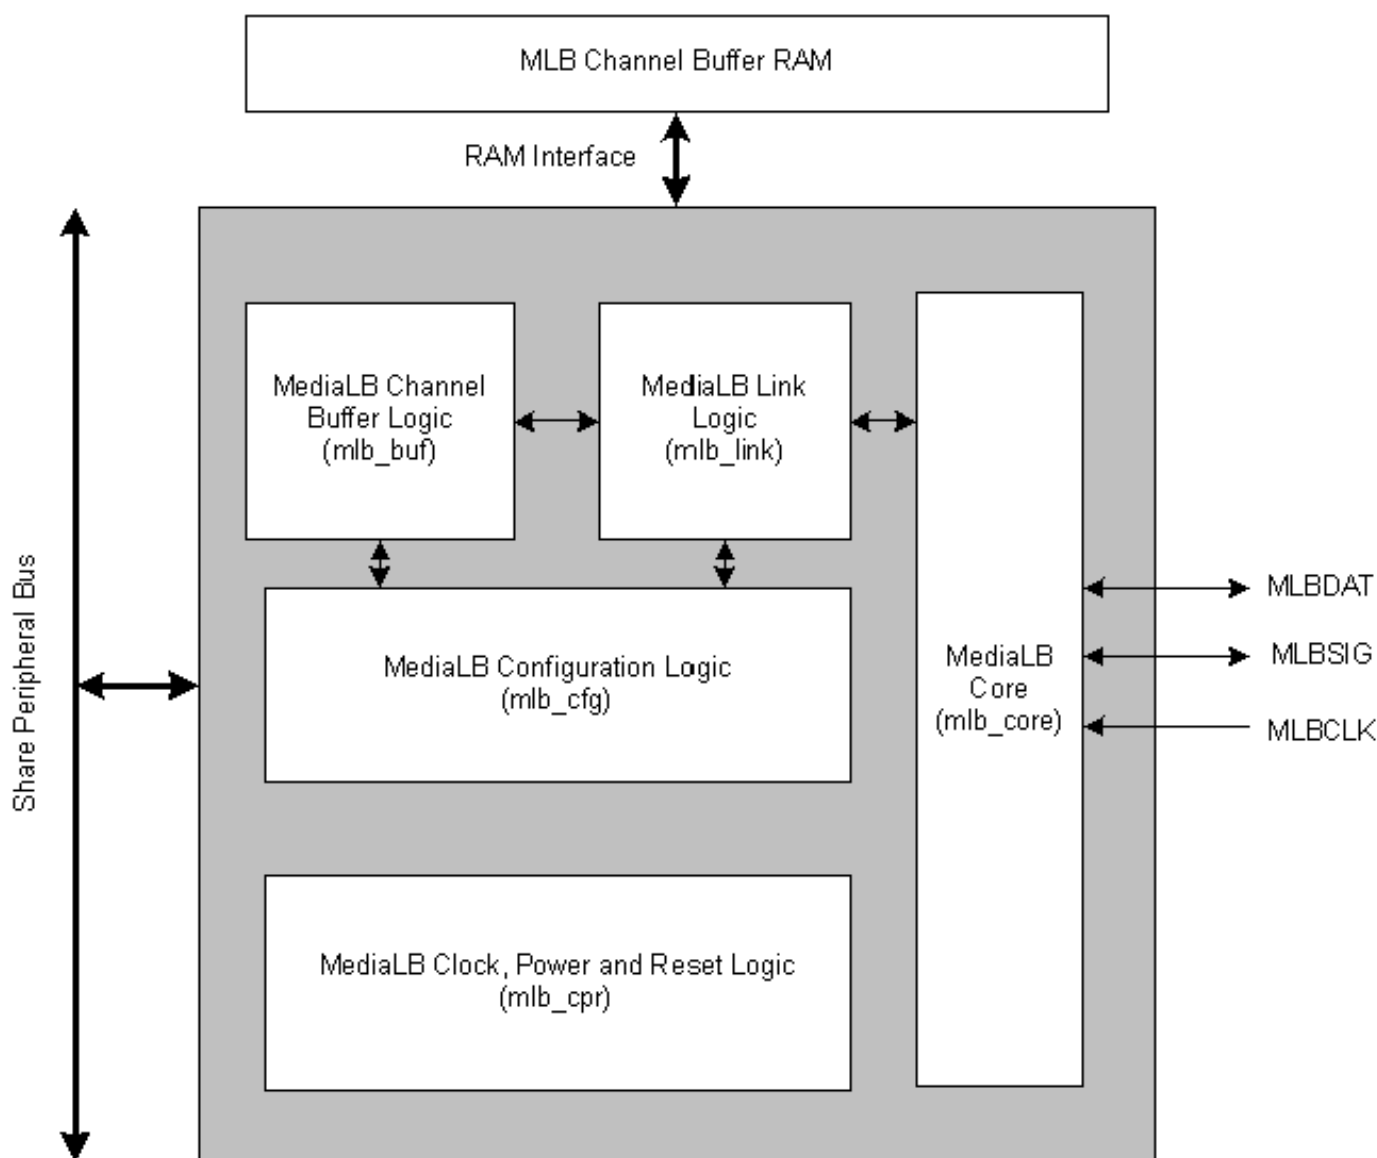 MLB Channel Buffer RAM
RAM Interface
MediaLB Channel
Buffer Logic
(mlb_buf)
MediaLB Link
Logic
(mlb_link)
MediaLB Configuration Logic
(mlb_cfg)
MediaLB
Core
(mlb_core)
MLBDAT
MLBSIG
MLBCLK
Share Peripheral Bus
MediaLB Clock, Power and Reset Logic
(mlb_cpr)